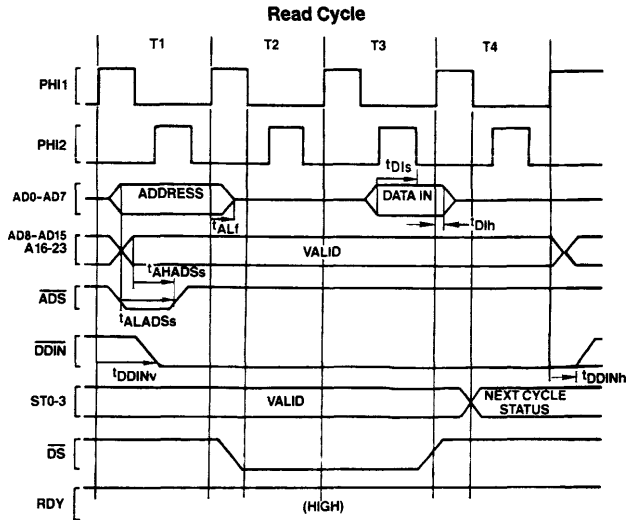 Read Cycle
T1 T2 T3 T4
PHI1
PHI2
tDIs
AD0-AD7 ADDRESS DATA IN
tALf tDIh
AD8-AD15
A16-23 VALID
tAHADSs
ADS
tALADSs
DDIN
tDDINv tDDINh
ST0-3 VALID NEXT CYCLE
STATUS
DS
RDY (HIGH)